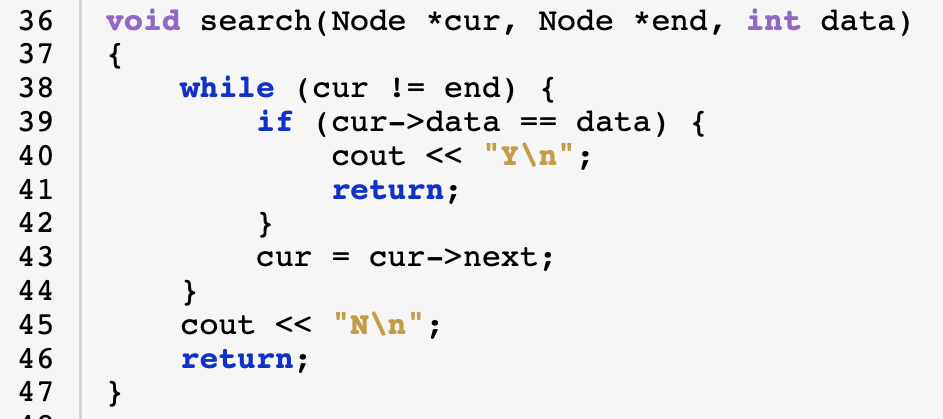 36 void search(Node *cur, Node *end, int data)
37 {
38     while (cur != end) {
39         if (cur->data == data) {
40             cout << "Y\n";
41             return;
42         }
43         cur = cur->next;
44     }
45     cout << "N\n";
46     return;
47 }